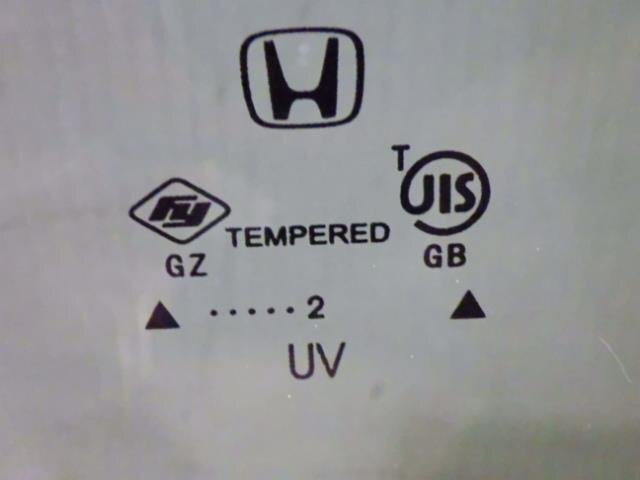 T
JIS
FY TEMPERED
GZ GB
·····2
UV